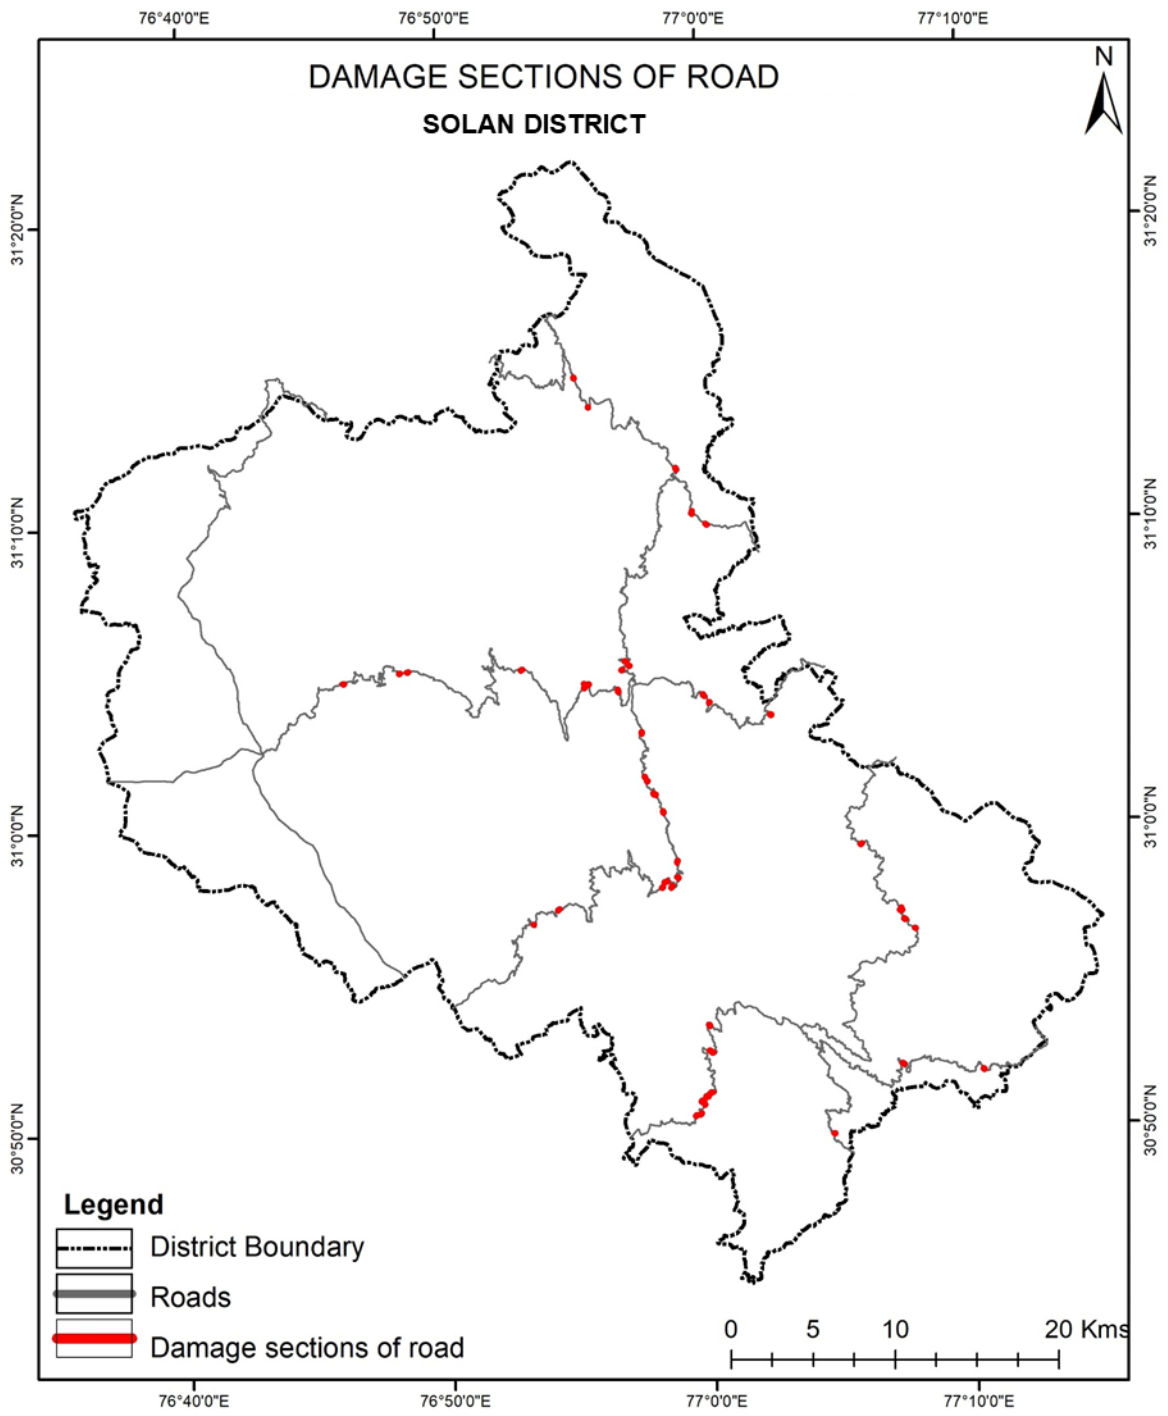 76°40'0"E 76°50'0"E 77°0'0"E 77°10'0"E
DAMAGE SECTIONS OF ROAD
N
SOLAN DISTRICT
31°20'0"N
31°20'0"N
31°10'0"N
31°10'0"N
31°0'0"N
31°0'0"N
30°50'0"N
30°50'0"N
Legend
District Boundary
Roads
Damage sections of road
0 5 10 20 Kms
76°40'0"E 76°50'0"E 77°0'0"E 77°10'0"E